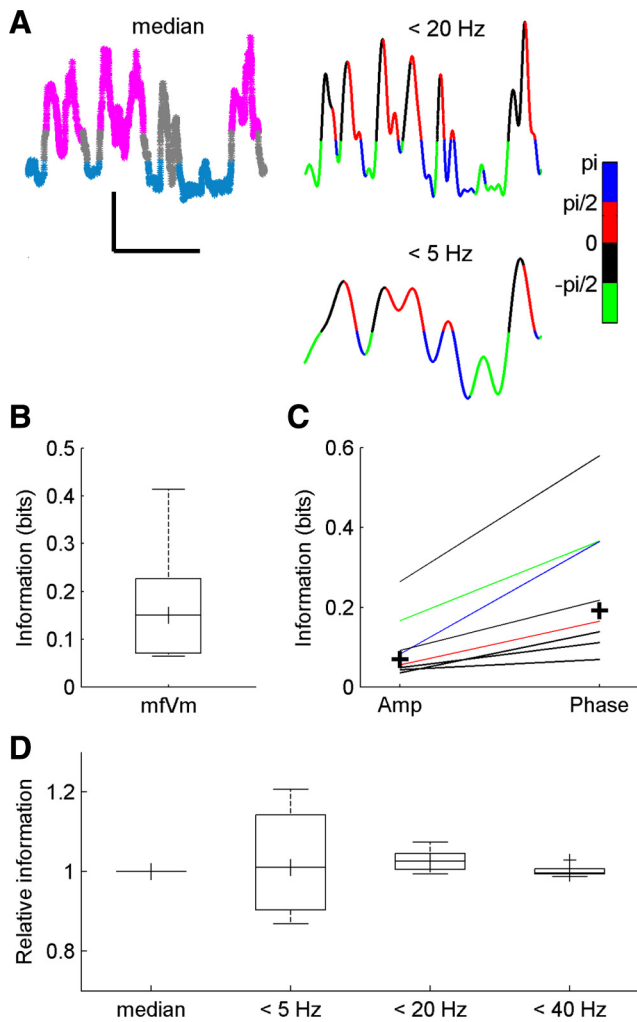 A
median
< 20 Hz
pi
pi/2
0
-pi/2
< 5 Hz
B
Information (bits)
0.5
0.4
0.3
0.2
0.1
0
mfVm
C
Information (bits)
0.6
0.4
0.2
0
Amp
Phase
D
Relative information
1.2
1
0.8
median
< 5 Hz
< 20 Hz
< 40 Hz